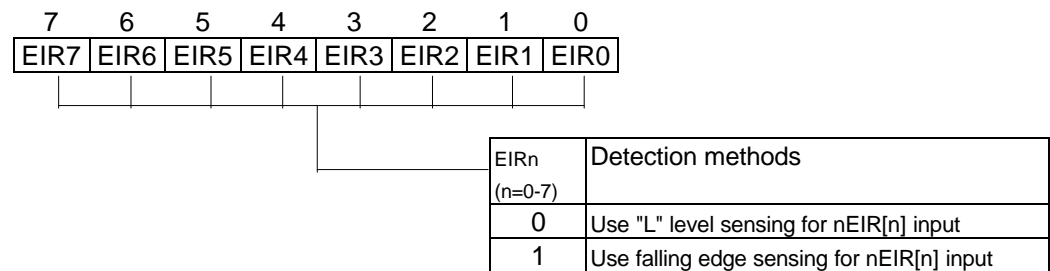 7 6 5 4 3 2 1 0
EIR7 EIR6 EIR5 EIR4 EIR3 EIR2 EIR1 EIR0
EIRn Detection methods
(n=0-7)
0 Use "L" level sensing for nEIR[n] input
1 Use falling edge sensing for nEIR[n] input